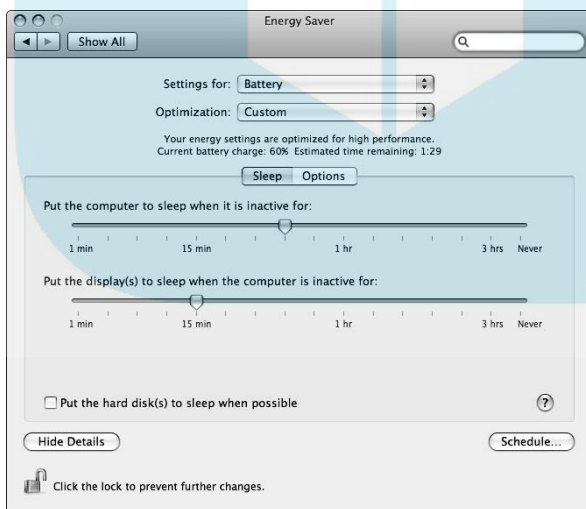 Energy Saver
Show All
Settings for: Battery
Optimization: Custom
Your energy settings are optimized for high performance.
Current battery charge: 60% Estimated time remaining: 1:29
Sleep Options
Put the computer to sleep when it is inactive for:
1 min 15 min 1 hr 3 hrs Never
Put the display(s) to sleep when the computer is inactive for:
1 min 15 min 1 hr 3 hrs Never
Put the hard disk(s) to sleep when possible ?
Hide Details Schedule...
Click the lock to prevent further changes.